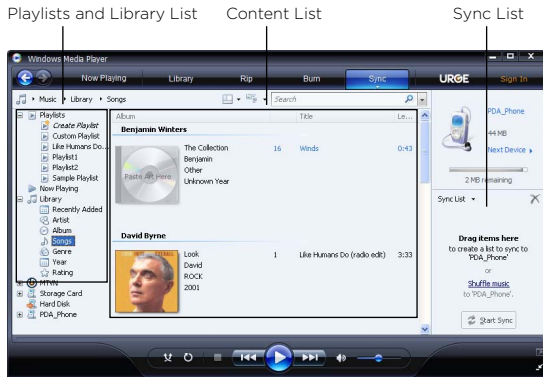 Playlists and Library List
Content List
Sync List
Windows Media Player
Now Playing
Library
Rip
Burn
Sync
URGE
Sign In
Music
Library
Songs
Search
Playlists
Create Playlist
Custom Playlist
Like Humans Do...
Playlist1
Playlist2
Sample Playlist
Now Playing
Library
Recently Added
Artist
Album
Songs
Genre
Year
Rating
Storage Card
Hard Disk
PDA_Phone
Album
Title
Le...
Benjamin Winters
Paste Art Here
The Collection
16
Winds
0:43
Benjamin
Other
Unknown Year
David Byrne
Look
1
Like Humans Do (radio edit)
3:33
David
ROCK
2001
PDA_Phone
44 MB
Next Device
2 MB remaining
Sync List
Drag items here
to create a list to sync to
'PDA_Phone'
or
Shuffle music
to 'PDA_Phone'.
Start Sync